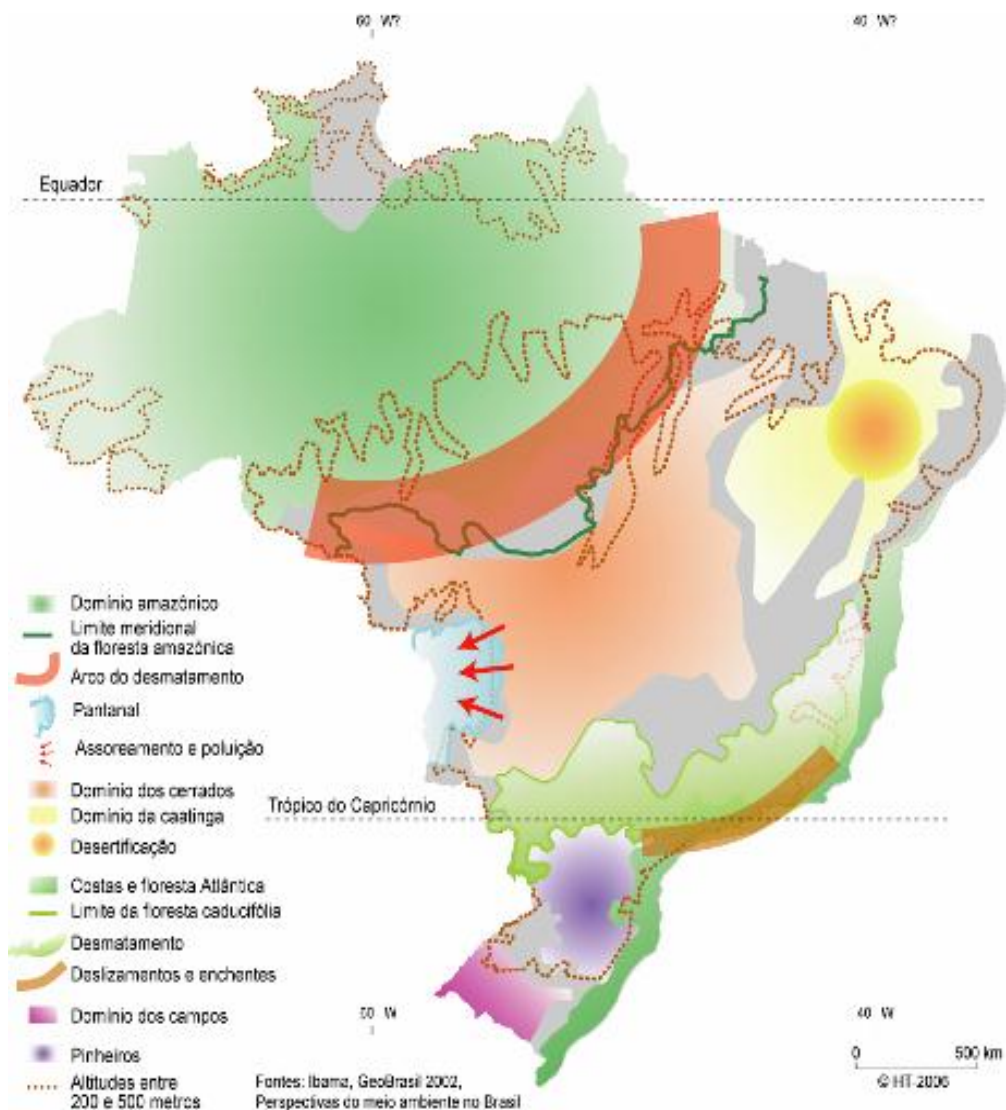 60 W?
40 W?
Equador
Domínio amazônico
Limite meridional
da floresta amazônica
Arco do desmatamento
Pantanal
Assoreamento e poluição
Domínio dos cerrados
Domínio da caatinga
Desertificação
Costas e floresta Atlântica
Limite da floresta caducifólia
Desmatamento
Deslizamentos e enchentes
Domínio dos campos
Pinheiros
Altitudes entre
200 e 500 metros
Trópico do Capricórnio
60 W
40 W
0 500 km
© HT-2006
Fontes: Ibama, GeoBrasil 2002,
Perspectivas do meio ambiente no Brasil